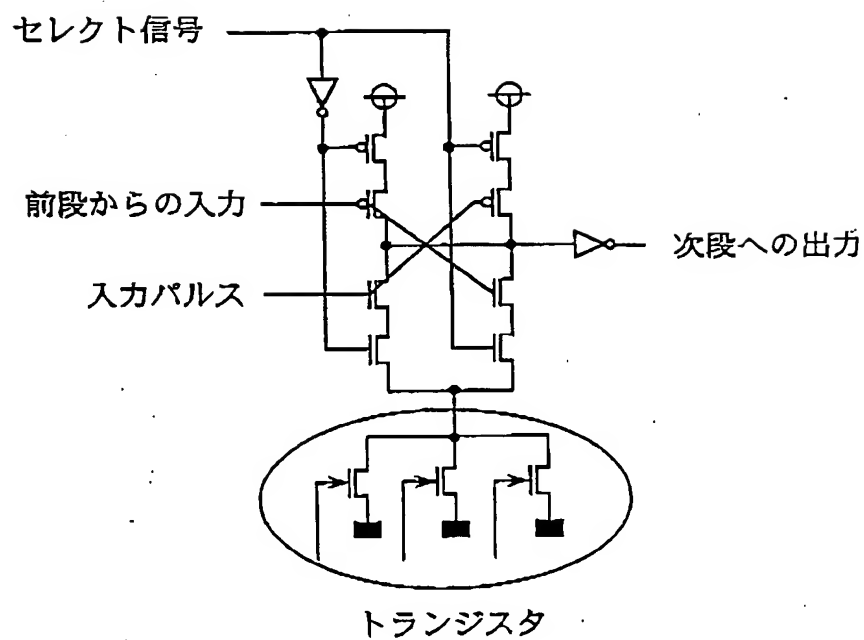 セレクト信号
前段からの入力
次段への出力
入力パルス
トランジスタ